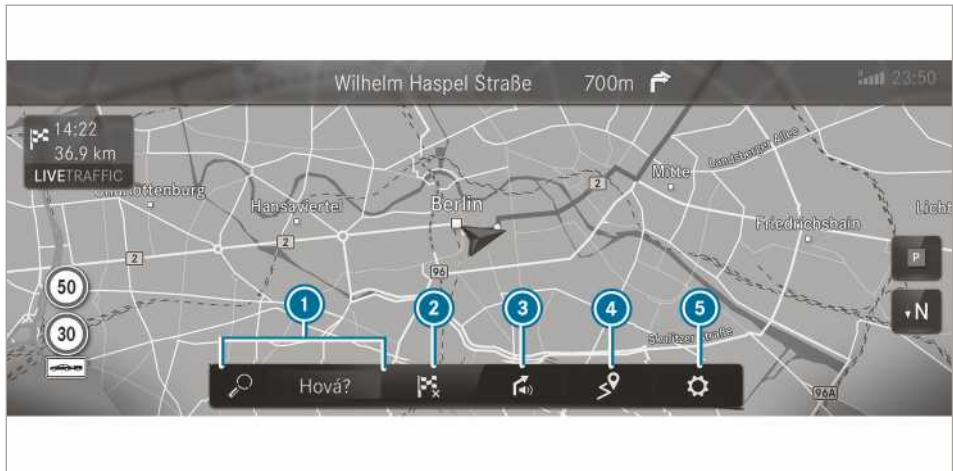 Wilhelm Haspel Straße 700m
23:50
14:22
36.9 km
LIVETRAFFIC
Landsberger Allee
Mitte
Charlottenburg
2
Hansaviertel
Berlin
Friedrichshain
Licht
2
2
96
P
50
N
1
2
3
4
5
30
Skalitzer Straße
Hová?
96A